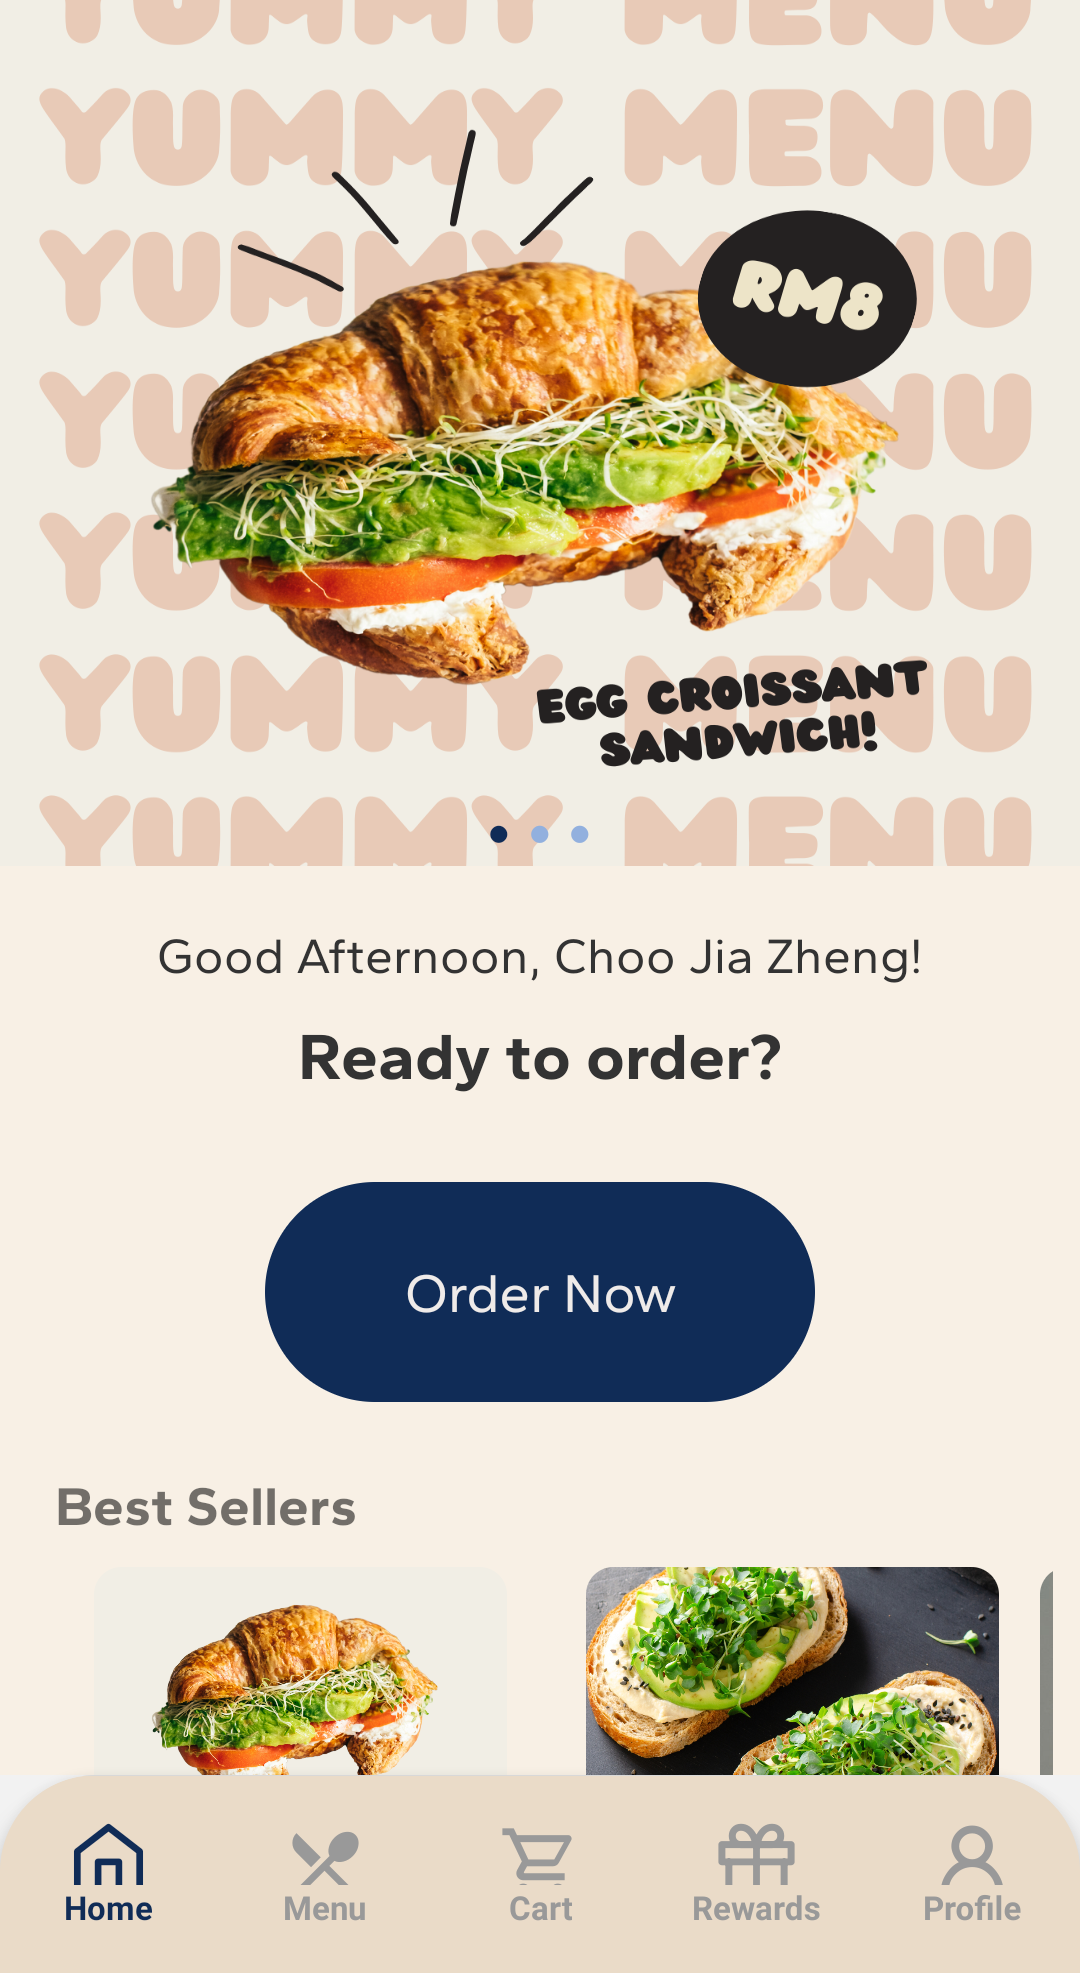 YUMMY MENU
YUMMY MENU
YUMMY MENU
RM8
YUMMY MENU
YUMMY MENU
YUMMY MENU
EGG CROISSANT
SANDWICH!
YUMMY MENU
Good Afternoon, Choo Jia Zheng!
Ready to order?
Order Now
Best Sellers
Home
Menu
Cart
Rewards
Profile